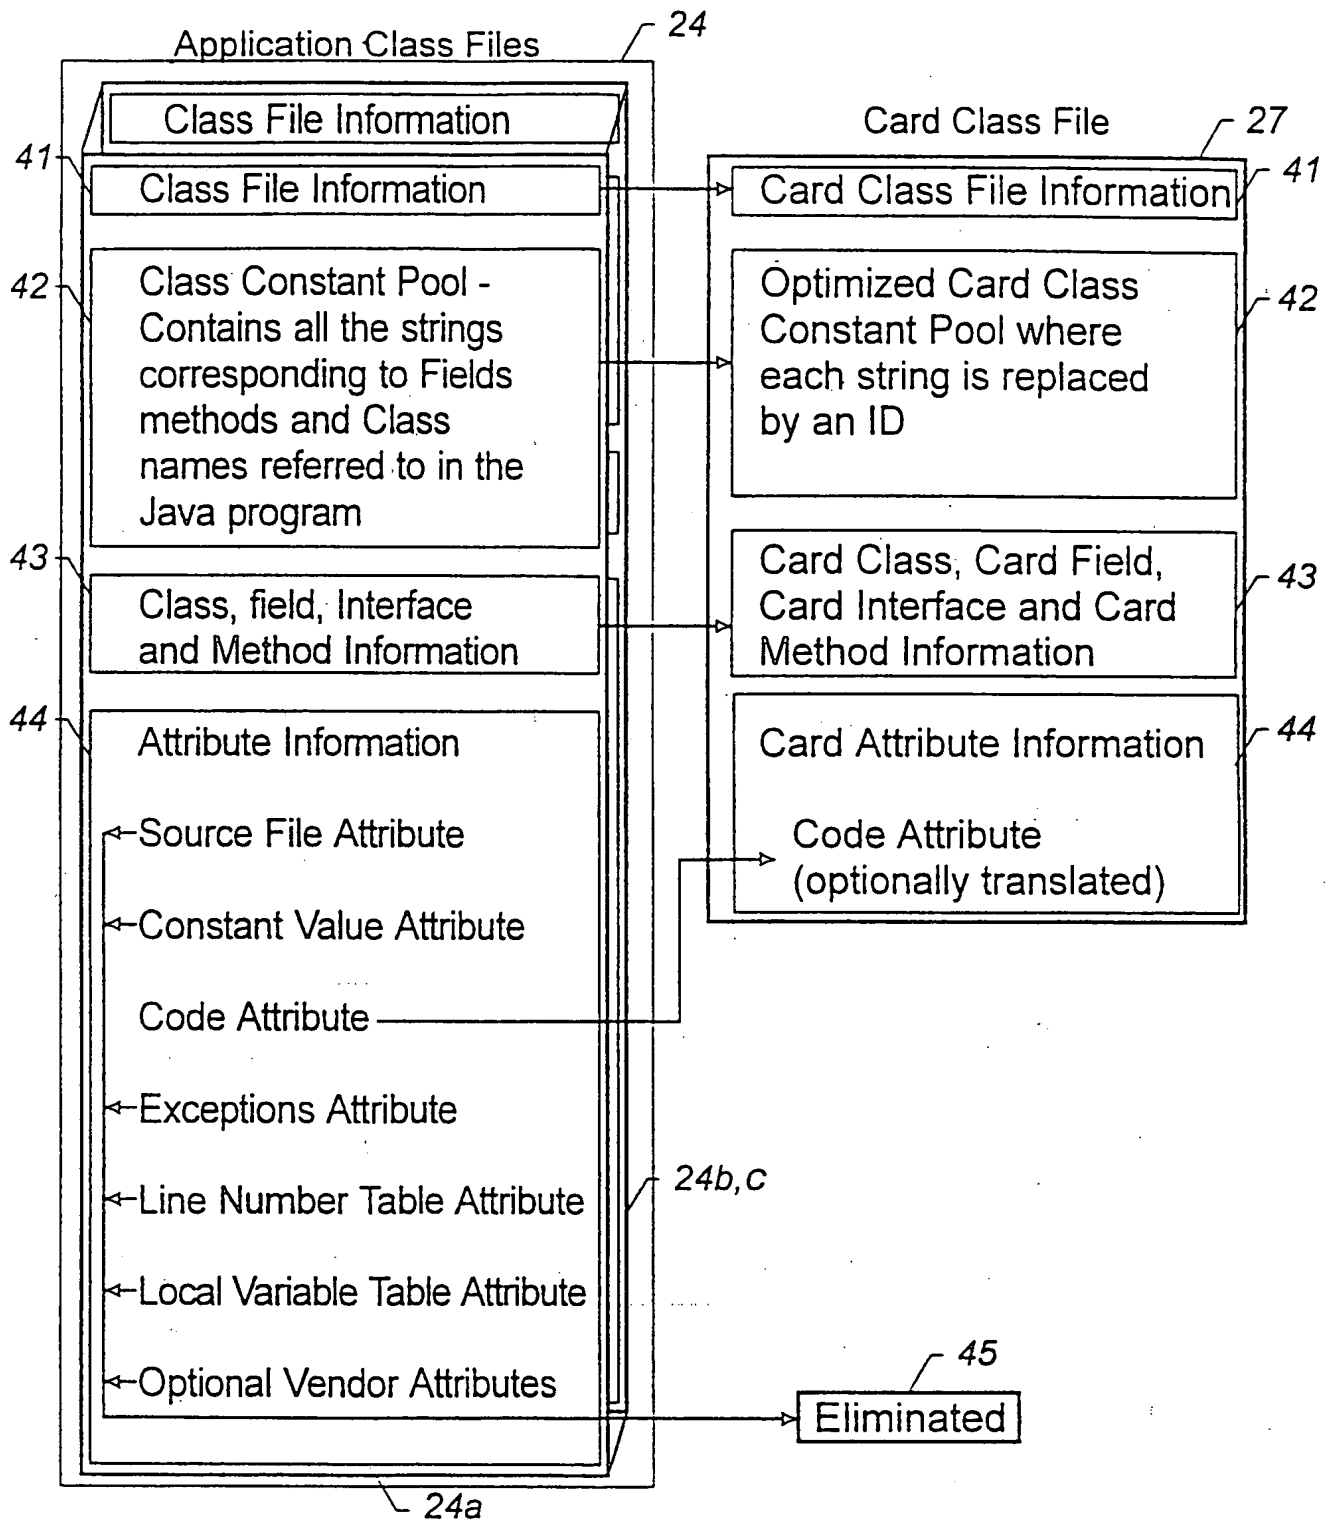 24
Application Class Files
Class File Information
41
Class File Information
42
Class Constant Pool -
Contains all the strings
corresponding to Fields
methods and Class
names referred to in the
Java program
43
Class, field, Interface
and Method Information
44
Attribute Information
Source File Attribute
Constant Value Attribute
Code Attribute
Exceptions Attribute
Line Number Table Attribute
Local Variable Table Attribute
Optional Vendor Attributes
24b,c
24a
Card Class File
27
Card Class File Information
41
Optimized Card Class
Constant Pool where
each string is replaced
by an ID
42
Card Class, Card Field,
Card Interface and Card
Method Information
43
Card Attribute Information
44
Code Attribute
(optionally translated)
45
Eliminated